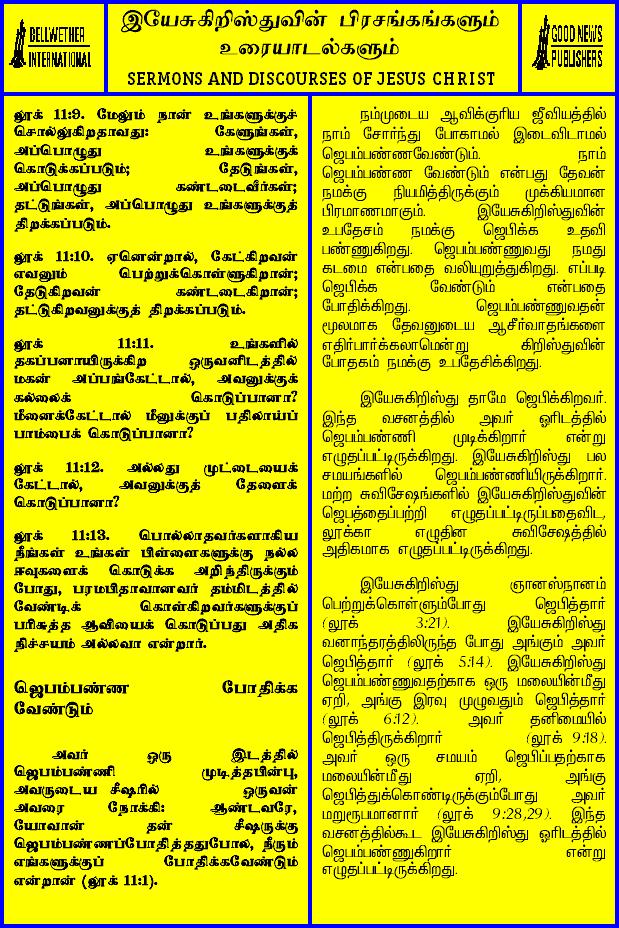 BELLWETHER
INTERNATIONAL
இயேசுகிறிஸ்துவின் பிரசங்கங்களும்
உரையாடல்களும்
SERMONS AND DISCOURSES OF JESUS CHRIST
GOOD NEWS
PUBLISHERS
லூக் 11:9. மேலும் நான் உங்களுக்குச்
சொல்லுகிறதாவது: கேளுங்கள்,
அப்பொழுது உங்களுக்குக்
கொடுக்கப்படும்; தேடுங்கள்,
அப்பொழுது கண்டடைவீர்கள்;
தட்டுங்கள், அப்பொழுது உங்களுக்குத்
திறக்கப்படும்.
லூக் 11:10. ஏனென்றால், கேட்கிறவன்
எவனும் பெற்றுக்கொள்ளுகிறான்;
தேடுகிறவன் கண்டடைகிறான்;
தட்டுகிறவனுக்குத் திறக்கப்படும்.
லூக் 11:11. உங்களில்
தகப்பனாயிருக்கிற ஒருவனிடத்தில்
மகன் அப்பங்கேட்டால், அவனுக்குக்
கல்லைக் கொடுப்பானா?
மீனைக்கேட்டால் மீனுக்குப் பதிலாய்ப்
பாம்பைக் கொடுப்பானா?
லூக் 11:12. அல்லது முட்டையைக்
கேட்டால், அவனுக்குத் தேளைக்
கொடுப்பானா?
லூக் 11:13. பொல்லாதவர்களாகிய
நீங்கள் உங்கள் பிள்ளைகளுக்கு நல்ல
ஈவுகளைக் கொடுக்க அறிந்திருக்கும்
போது, பரமபிதாவானவர் தம்மிடத்தில்
வேண்டிக் கொள்கிறவர்களுக்குப்
பரிசுத்த ஆவியைக் கொடுப்பது அதிக
நிச்சயம் அல்லவா என்றார்.
ஜெபம்பண்ண போதிக்க
வேண்டும்
அவர் ஒரு இடத்தில்
ஜெபம்பண்ணி முடித்தபின்பு,
அவருடைய சீஷரில் ஒருவன்
அவரை நோக்கி: ஆண்டவரே,
யோவான் தன் சீஷருக்கு
ஜெபம்பண்ணப்போதித்ததுபோல, நீரும்
எங்களுக்குப் போதிக்கவேண்டும்
என்றான் (லூக் 11:1).
நம்முடைய ஆவிக்குரிய ஜீவியத்தில்
நாம் சோர்ந்து போகாமல் இடைவிடாமல்
ஜெபம்பண்ணவேண்டும். நாம்
ஜெபம்பண்ண வேண்டும் என்பது தேவன்
நமக்கு நியமித்திருக்கும் முக்கியமான
பிரமாணமாகும். இயேசுகிறிஸ்துவின்
உபதேசம் நமக்கு ஜெபிக்க உதவி
பண்ணுகிறது. ஜெபம்பண்ணுவது நமது
கடமை என்பதை வலியுறுத்துகிறது. எப்படி
ஜெபிக்க வேண்டும் என்பதை
போதிக்கிறது. ஜெபம்பண்ணுவதன்
மூலமாக தேவனுடைய ஆசீர்வாதங்களை
எதிர்பார்க்கலாமென்று கிறிஸ்துவின்
போதகம் நமக்கு உபதேசிக்கிறது.
இயேசுகிறிஸ்து தாமே ஜெபிக்கிறவர்.
இந்த வசனத்தில் அவர் ஓரிடத்தில்
ஜெபம்பண்ணி முடிக்கிறார் என்று
எழுதப்பட்டிருக்கிறது. இயேசுகிறிஸ்து பல
சமயங்களில் ஜெபம்பண்ணியிருக்கிறார்.
மற்ற சுவிசேஷங்களில் இயேசுகிறிஸ்துவின்
ஜெபத்தைப்பற்றி எழுதப்பட்டிருப்பதைவிட,
லூக்கா எழுதின சுவிசேஷத்தில்
அதிகமாக எழுதப்பட்டிருக்கிறது.
இயேசுகிறிஸ்து ஞானஸ்நானம்
பெற்றுக்கொள்ளும்போது ஜெபித்தார்
(லூக் 3:21). இயேசுகிறிஸ்து
வனாந்தரத்திலிருந்த போது அங்கும் அவர்
ஜெபித்தார் (லூக் 5:14). இயேசுகிறிஸ்து
ஜெபம்பண்ணுவதற்காக ஒரு மலையின்மீது
ஏறி, அங்கு இரவு முழுவதும் ஜெபித்தார்
(லூக் 6:12). அவர் தனிமையில்
ஜெபித்திருக்கிறார் (லூக் 9:18).
அவர் ஒரு சமயம் ஜெபிப்பதற்காக
மலையின்மீது ஏறி, அங்கு
ஜெபித்துக்கொண்டிருக்கும்போது அவர்
மறுரூபமானார் (லூக் 9:28,29). இந்த
வசனத்தில்கூட இயேசுகிறிஸ்து ஓரிடத்தில்
ஜெபம்பண்ணுகிறார் என்று
எழுதப்பட்டிருக்கிறது.